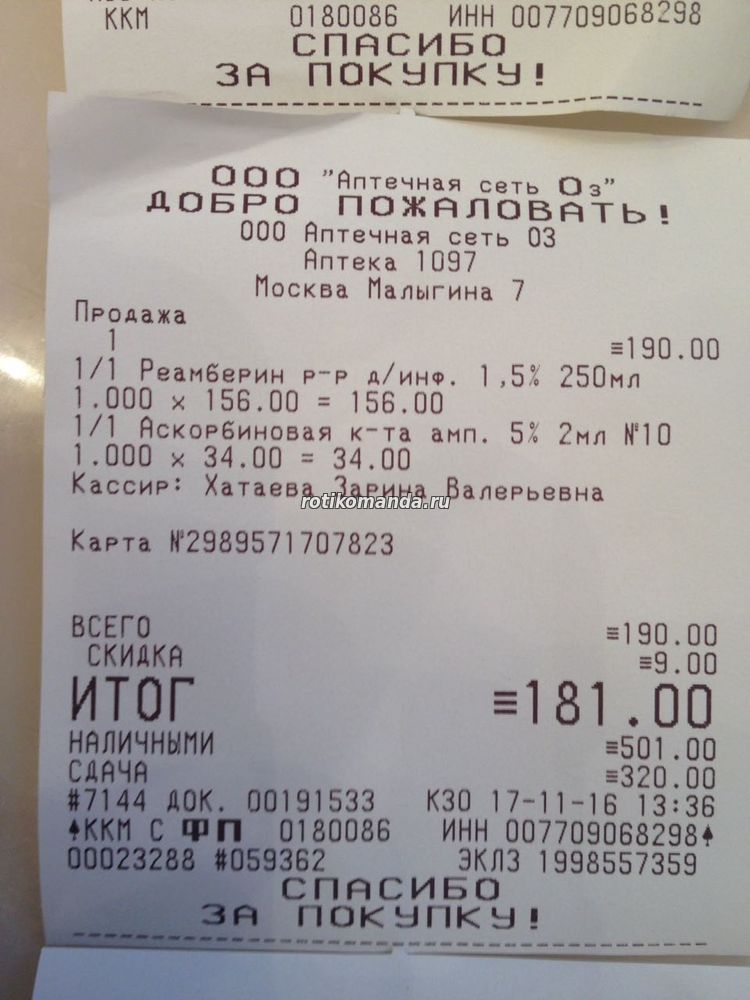 ККМ 0180086 ИНН 007709068298
СПАСИБО
ЗА ПОКУПКУ!
ООО "Аптечная сеть Оз"
ДОБРО ПОЖАЛОВАТЬ!
ООО Аптечная сеть 03
Аптека 1097
Москва Малыгина 7
Продажа
1 ≡190.00
1/1 Реамберин р-р д/инф. 1,5% 250мл
1.000 x 156.00 = 156.00
1/1 Аскорбиновая к-та амп. 5% 2мл №10
1.000 x 34.00 = 34.00
Кассир: Хатаева Зарина Валерьевна
rotikomanda.ru
Карта №2989571707823
ВСЕГО ≡190.00
СКИДКА ≡9.00
ИТОГ ≡181.00
НАЛИЧНЫМИ ≡501.00
СДАЧА ≡320.00
#7144 ДОК. 00191533 КЗО 17-11-16 13:36
♠ККМ С ФП 0180086 ИНН 007709068298♠
00023288 #059362 ЭКЛЗ 1998557359
СПАСИБО
ЗА ПОКУПКУ!